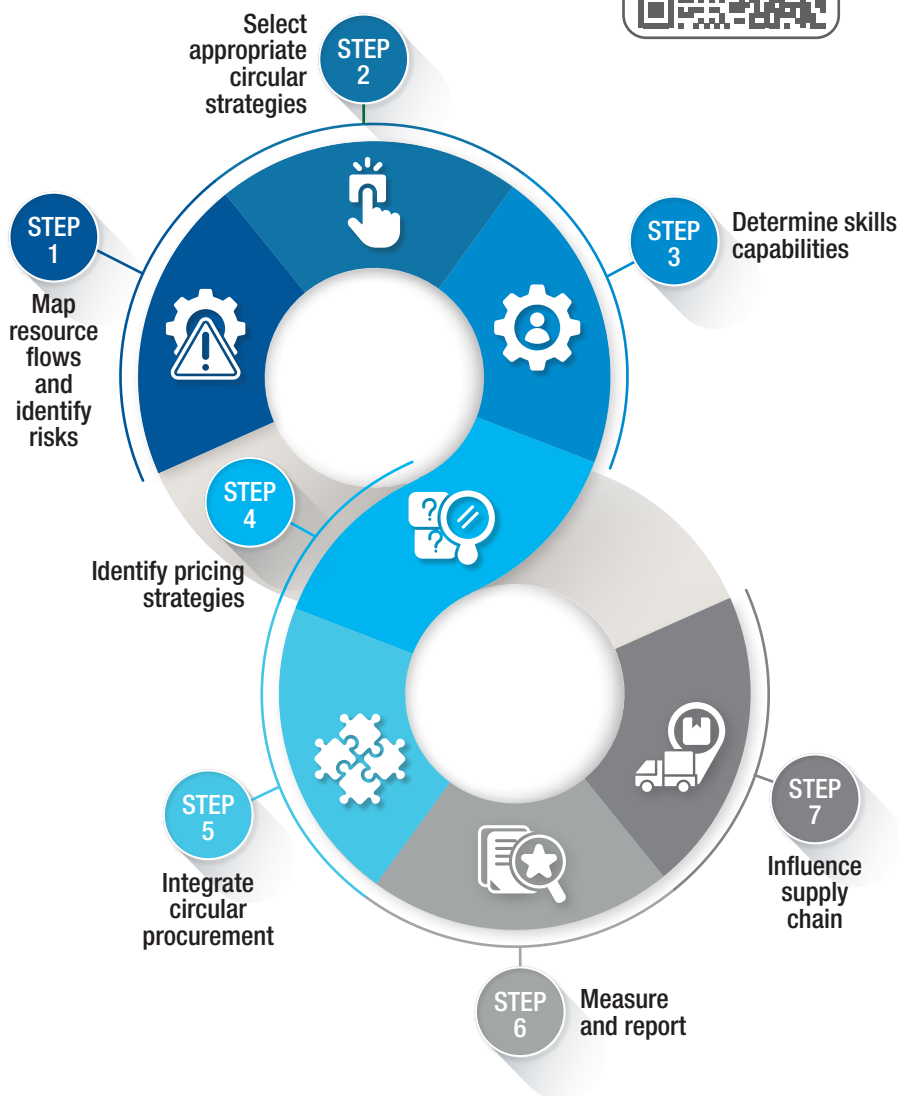 STEP
1
Map
resource
flows
and
identify
risks
Select
appropriate
circular
strategies
STEP
2
STEP
3
Determine skills
capabilities
STEP
4
Identify pricing
strategies
STEP
5
Integrate
circular
procurement
STEP
6
Measure
and report
STEP
7
Influence
supply
chain
?
?